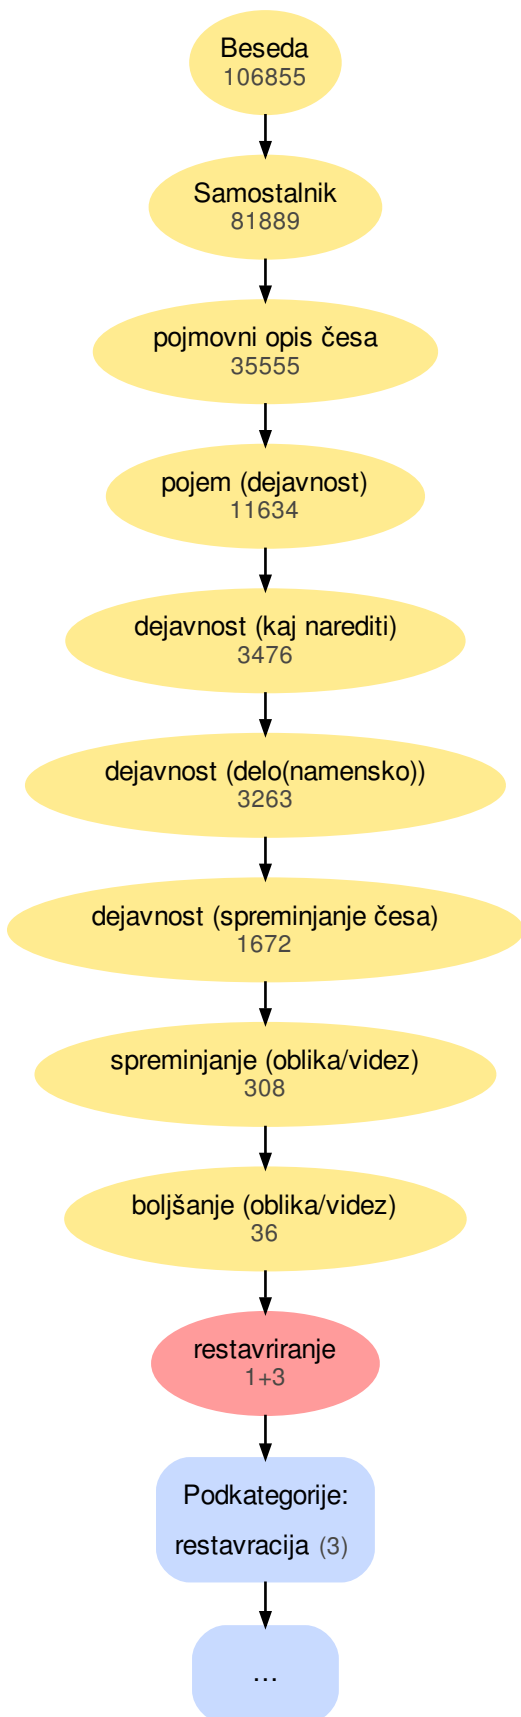 Beseda
106855
Samostalnik
81889
pojmovni opis česa
35555
pojem (dejavnost)
11634
dejavnost (kaj narediti)
3476
dejavnost (delo(namensko))
3263
dejavnost (spreminjanje česa)
1672
spreminjanje (oblika/videz)
308
boljšanje (oblika/videz)
36
restavriranje
1+3
Podkategorije:
restavracija (3)
...